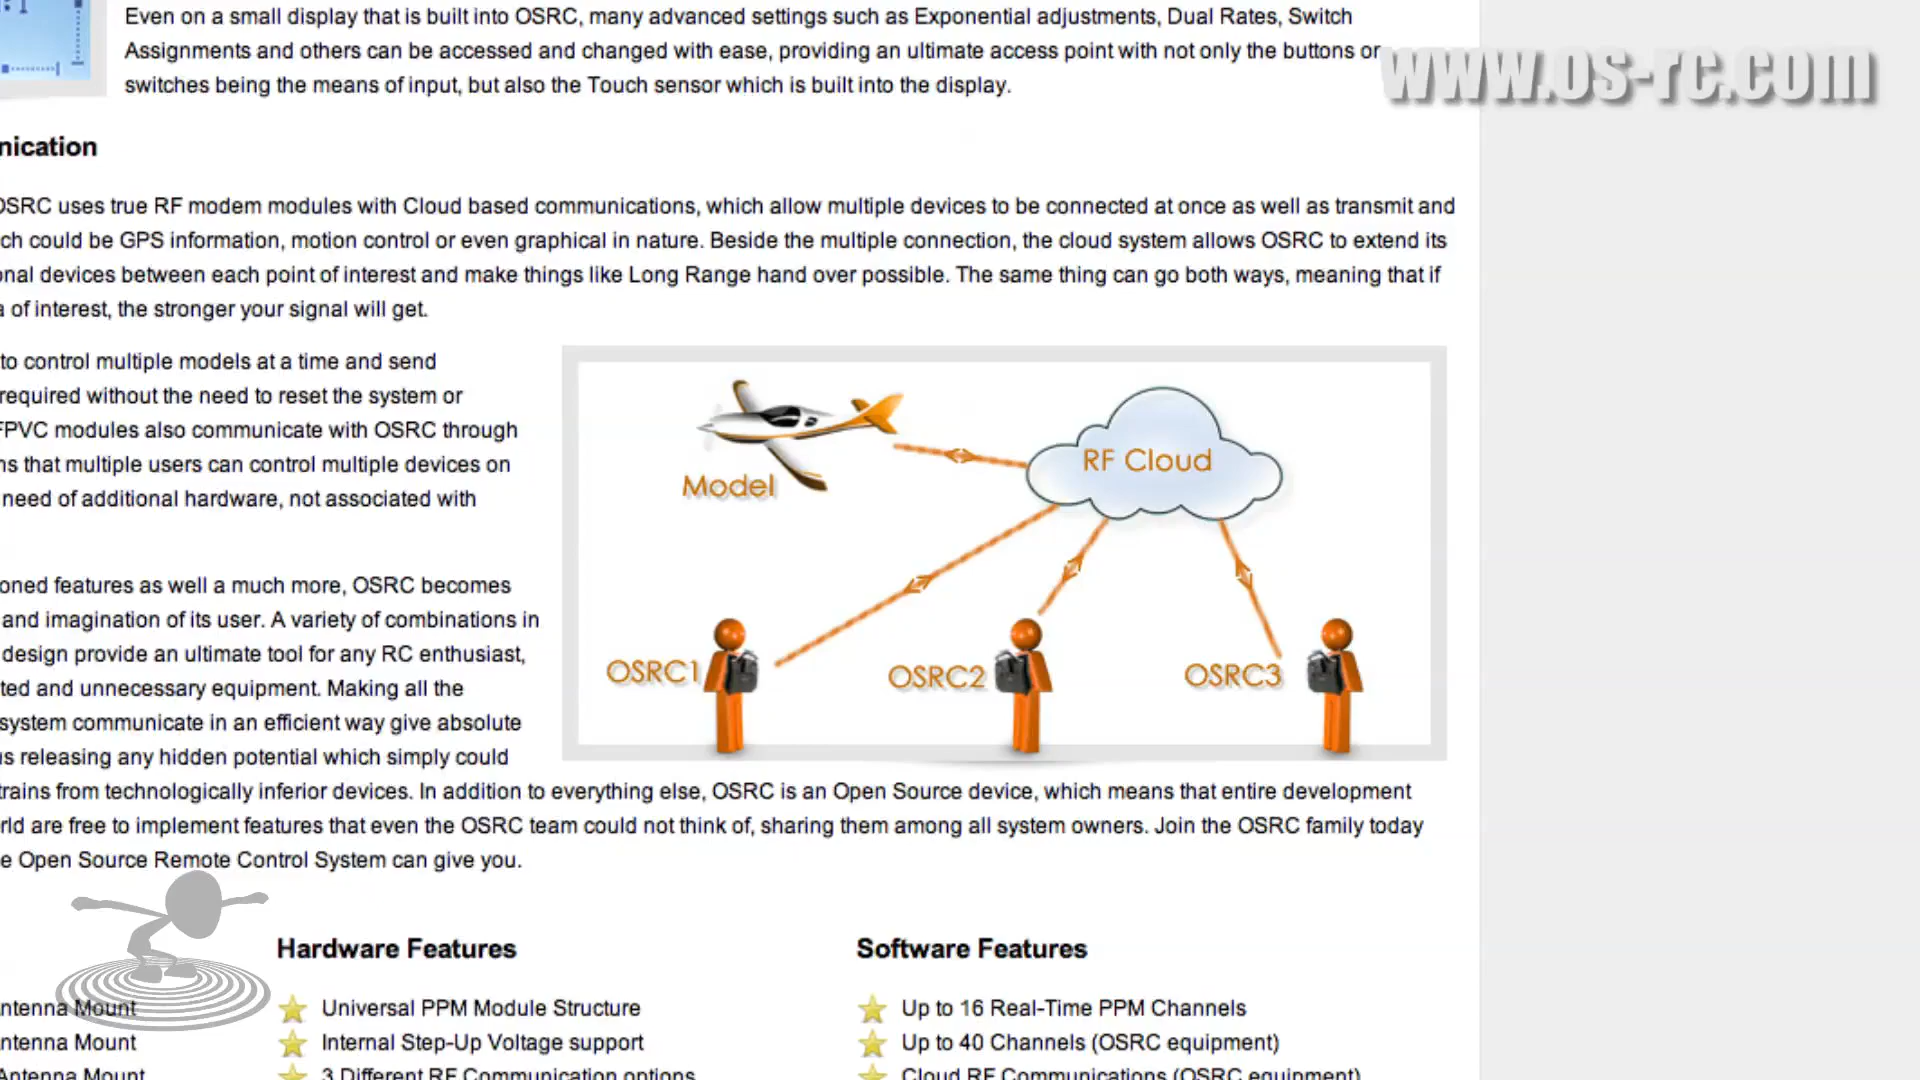 Even on a small display that is built into OSRC, many advanced settings such as Exponential adjustments, Dual Rates, Switch
Assignments and others can be accessed and changed with ease, providing an ultimate access point with not only the buttons or
switches being the means of input, but also the Touch sensor which is built into the display.
www.os-rc.com
nication
OSRC uses true RF modem modules with Cloud based communications, which allow multiple devices to be connected at once as well as transmit and
ch could be GPS information, motion control or even graphical in nature. Beside the multiple connection, the cloud system allows OSRC to extend its
onal devices between each point of interest and make things like Long Range hand over possible. The same thing can go both ways, meaning that if
a of interest, the stronger your signal will get.
to control multiple models at a time and send
required without the need to reset the system or
FPVC modules also communicate with OSRC through
ns that multiple users can control multiple devices on
need of additional hardware, not associated with
oned features as well a much more, OSRC becomes
and imagination of its user. A variety of combinations in
design provide an ultimate tool for any RC enthusiast,
ted and unnecessary equipment. Making all the
system communicate in an efficient way give absolute
us releasing any hidden potential which simply could
trains from technologically inferior devices. In addition to everything else, OSRC is an Open Source device, which means that entire development
rld are free to implement features that even the OSRC team could not think of, sharing them among all system owners. Join the OSRC family today
e Open Source Remote Control System can give you.
Model
RF Cloud
OSRC1
OSRC2
OSRC3
ntenna Mount
ntenna Mount
Antenna Mount
Hardware Features
Universal PPM Module Structure
Internal Step-Up Voltage support
3 Different RF Communication options
Software Features
Up to 16 Real-Time PPM Channels
Up to 40 Channels (OSRC equipment)
Cloud RF Communications (OSRC equipment)